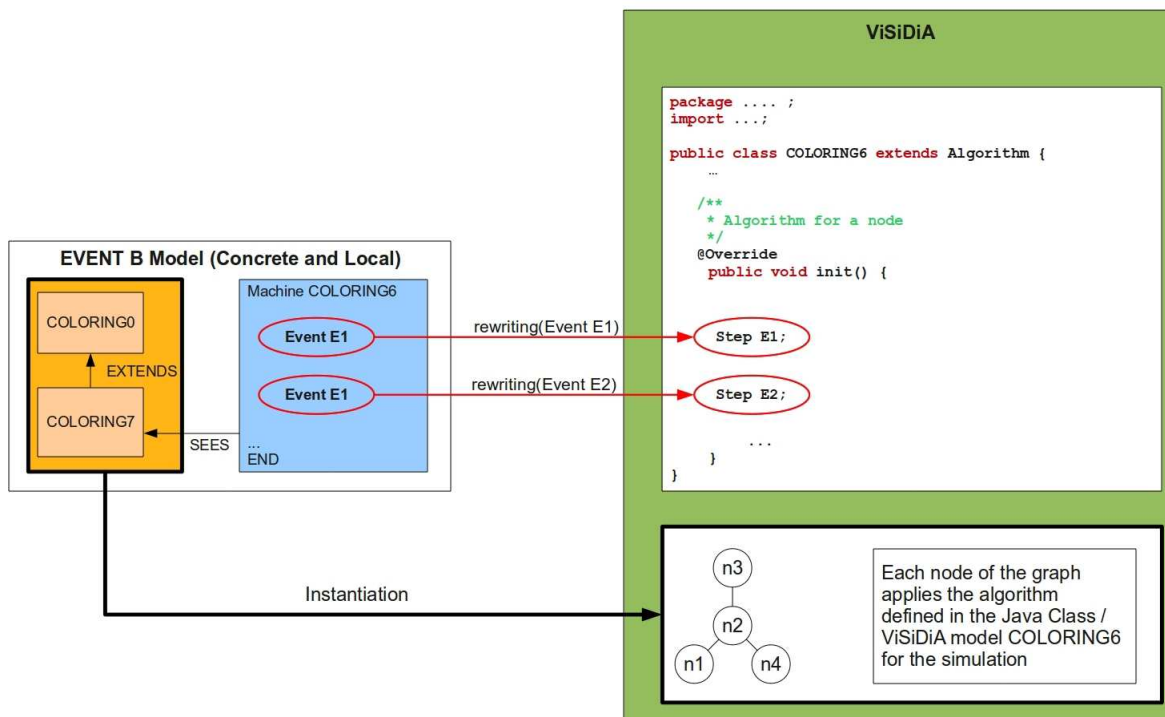 EVENT B Model (Concrete and Local)
COLORING0
EXTENDS
COLORING7
SEES
Machine COLORING6
Event E1
Event E1
...
END
rewriting(Event E1)
rewriting(Event E2)
Instantiation
ViSiDiA
package .... ;
import ...;
public class COLORING6 extends Algorithm {
…
/**
* Algorithm for a node
*/
@Override
public void init() {
Step E1;
Step E2;
...
}
}
n3
n2
n1
n4
Each node of the graph
applies the algorithm
defined in the Java Class /
ViSiDiA model COLORING6
for the simulation